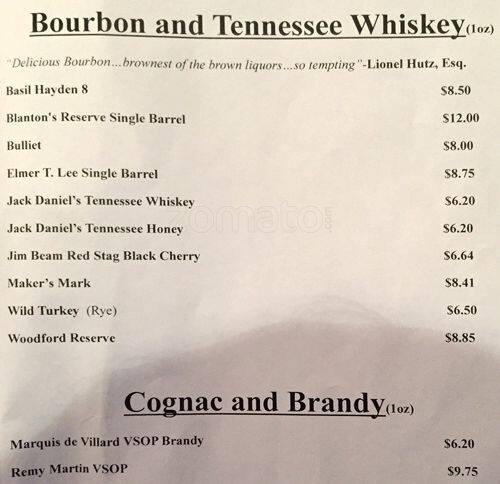 Bourbon and Tennessee Whiskey(1oz)
"Delicious Bourbon...brownest of the brown liquors...so tempting"-Lionel Hutz, Esq.
Basil Hayden 8 $8.50
Blanton's Reserve Single Barrel $12.00
Bulliet $8.00
Elmer T. Lee Single Barrel $8.75
Jack Daniel's Tennessee Whiskey $6.20
zomato.com
Jack Daniel's Tennessee Honey $6.20
Jim Beam Red Stag Black Cherry $6.64
Maker's Mark $8.41
Wild Turkey (Rye) $6.50
Woodford Reserve $8.85
Cognac and Brandy(1oz)
Marquis de Villard VSOP Brandy $6.20
Remy Martin VSOP $9.75